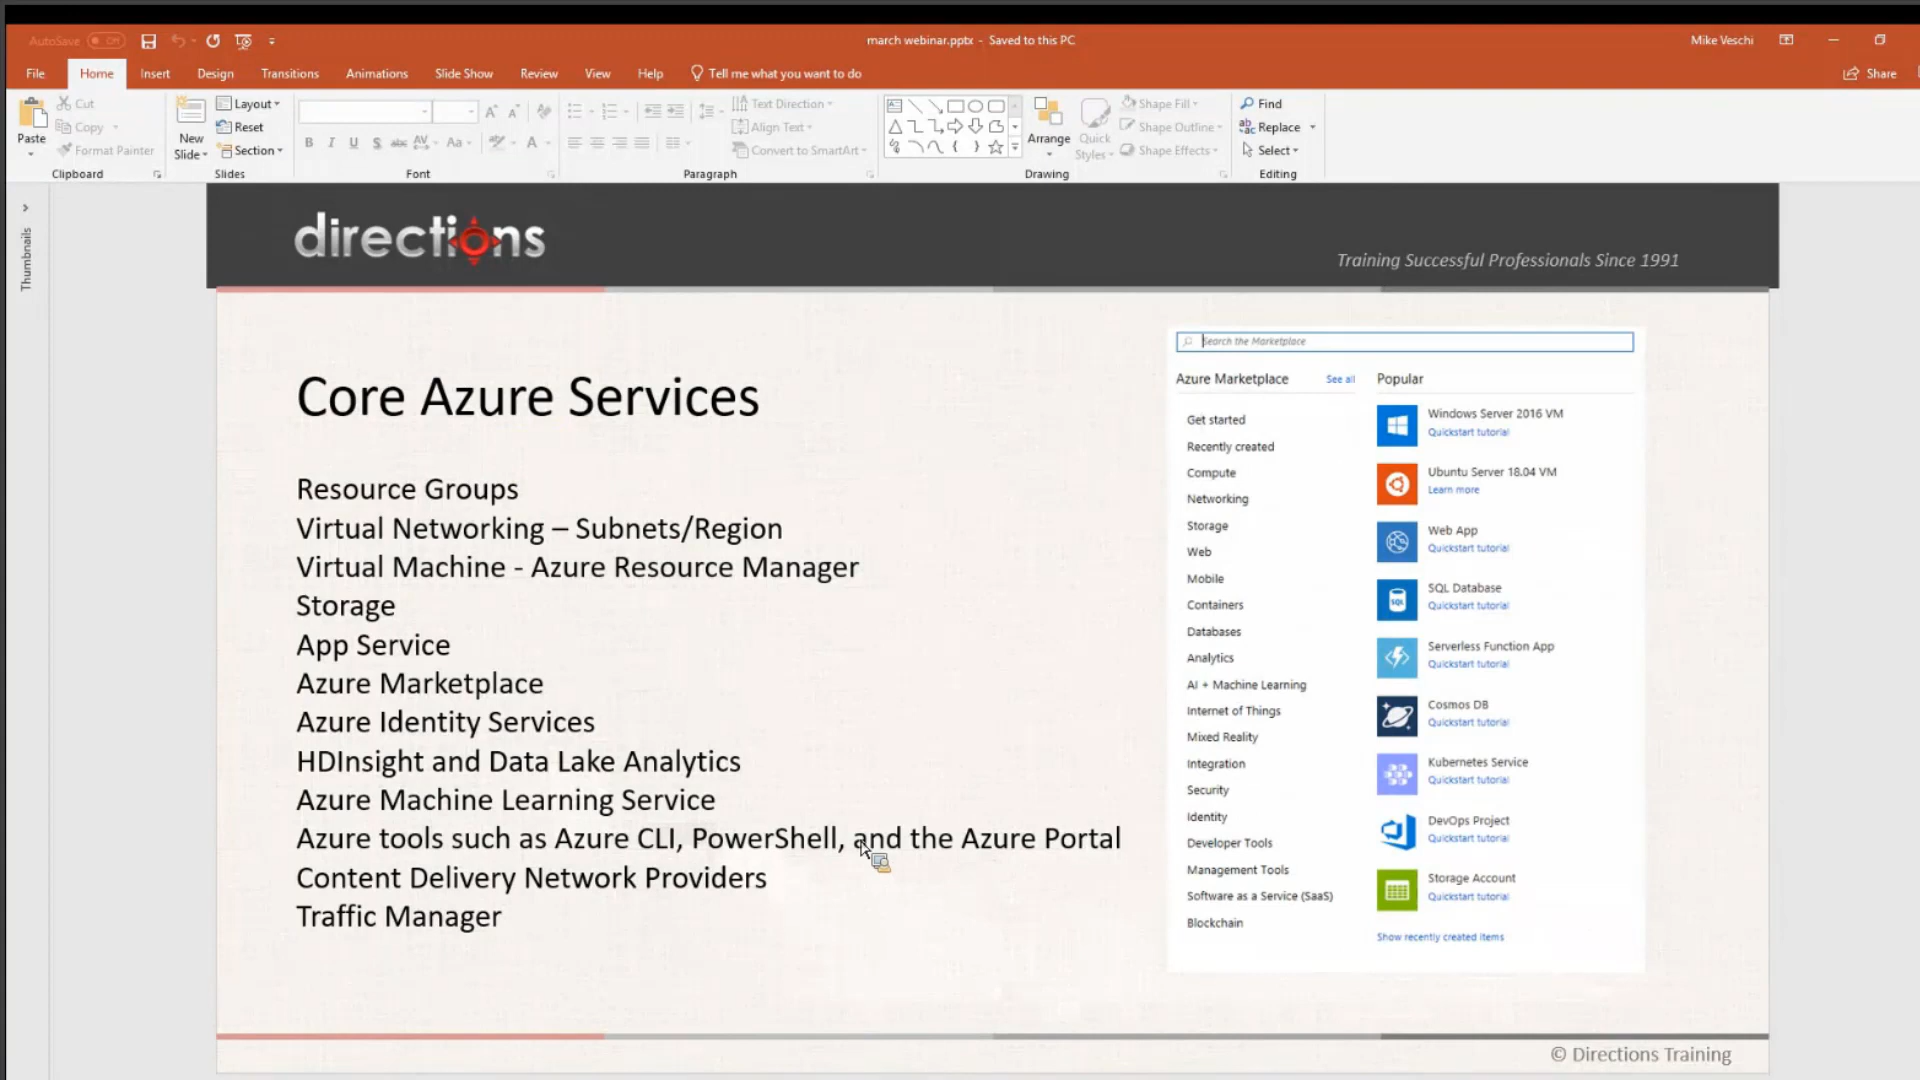 AutoSave Off
march webinar.pptx - Saved to this PC
Mike Veschi
File Home Insert Design Transitions Animations Slide Show Review View Help Tell me what you want to do Share
Paste
Cut
Copy
Format Painter
Clipboard
New Slide
Layout
Reset
Section
Slides
B I U S abc AV Aa A
Font
Text Direction
Align Text
Convert to SmartArt
Paragraph
Arrange
Quick Styles
Shape Fill
Shape Outline
Shape Effects
Drawing
Find
Replace
Select
Editing
Thumbnails
directions
Training Successful Professionals Since 1991
Core Azure Services
Resource Groups
Virtual Networking – Subnets/Region
Virtual Machine - Azure Resource Manager
Storage
App Service
Azure Marketplace
Azure Identity Services
HDInsight and Data Lake Analytics
Azure Machine Learning Service
Azure tools such as Azure CLI, PowerShell, and the Azure Portal
Content Delivery Network Providers
Traffic Manager
Search the Marketplace
Azure Marketplace See all
Get started
Recently created
Compute
Networking
Storage
Web
Mobile
Containers
Databases
Analytics
AI + Machine Learning
Internet of Things
Mixed Reality
Integration
Security
Identity
Developer Tools
Management Tools
Software as a Service (SaaS)
Blockchain
Popular
Windows Server 2016 VM
Quickstart tutorial
Ubuntu Server 18.04 VM
Learn more
Web App
Quickstart tutorial
SQL Database
Quickstart tutorial
Serverless Function App
Quickstart tutorial
Cosmos DB
Quickstart tutorial
Kubernetes Service
Quickstart tutorial
DevOps Project
Quickstart tutorial
Storage Account
Quickstart tutorial
Show recently created items
© Directions Training